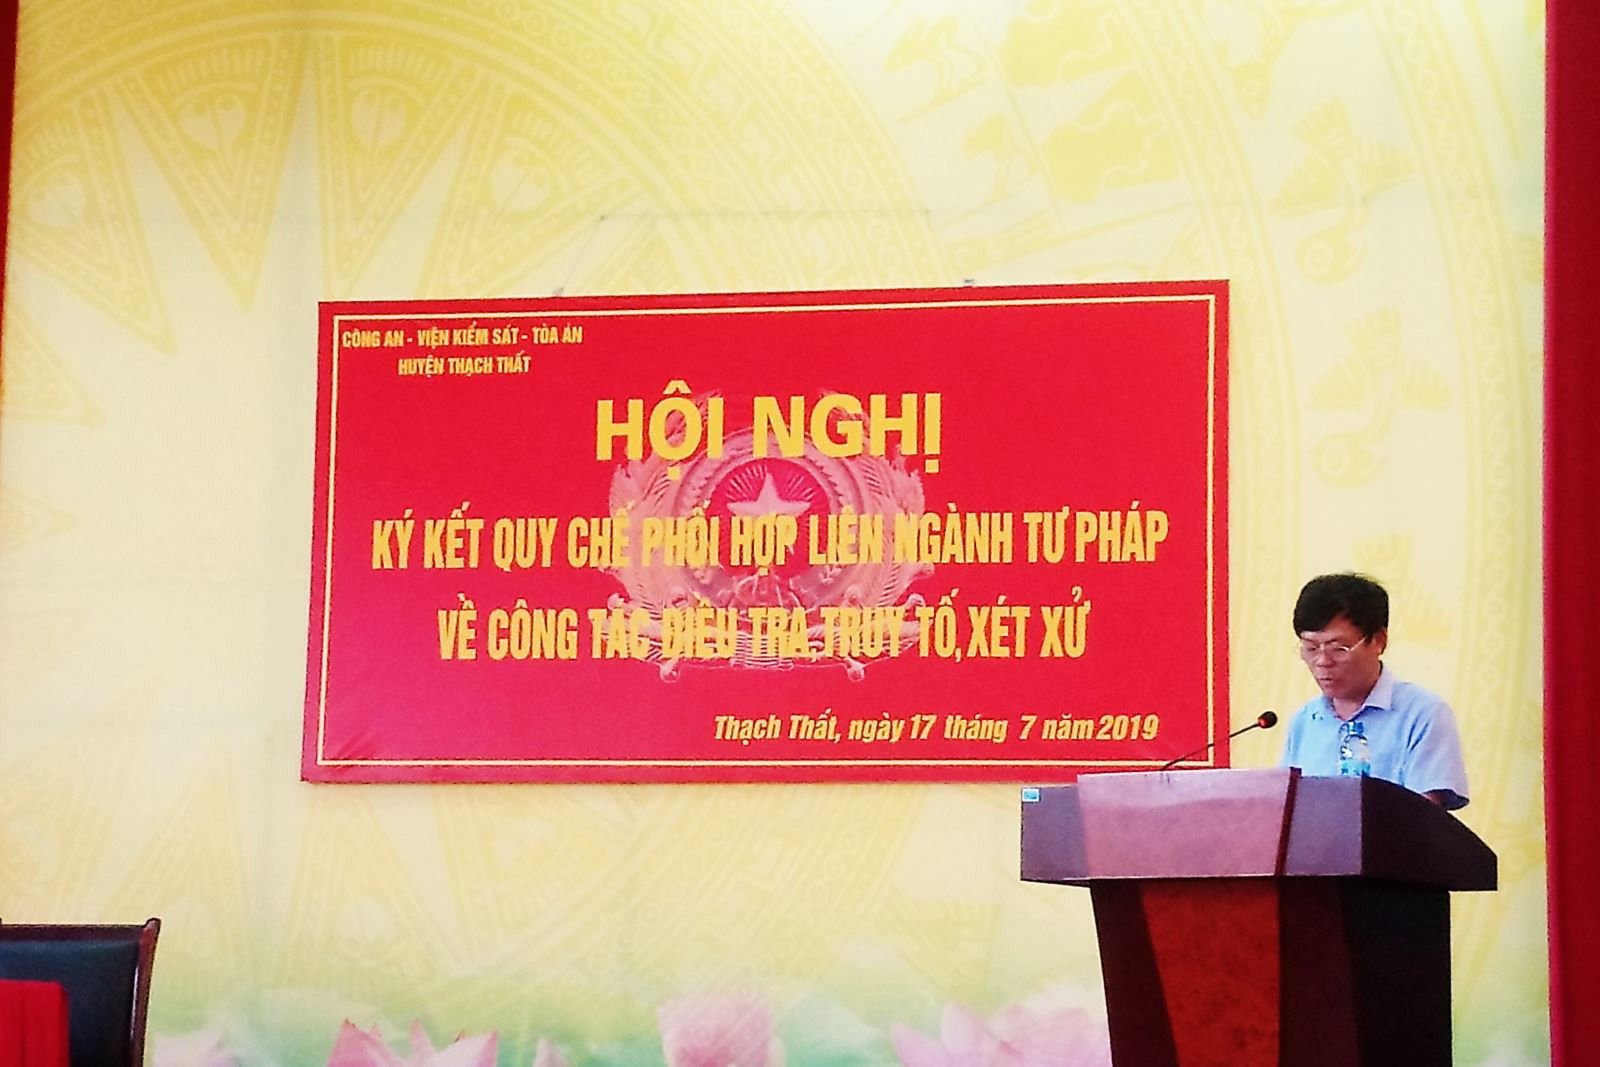 CÔNG AN - VIỆN KIỂM SÁT - TÒA ÁN
HUYỆN THẠCH THẤT
HỘI NGHỊ
KÝ KẾT QUY CHẾ PHỐI HỢP LIÊN NGÀNH TƯ PHÁP
VỀ CÔNG TÁC ĐIỀU TRA, TRUY TỐ, XÉT XỬ
Thạch Thất, ngày 17 tháng 7 năm 2019